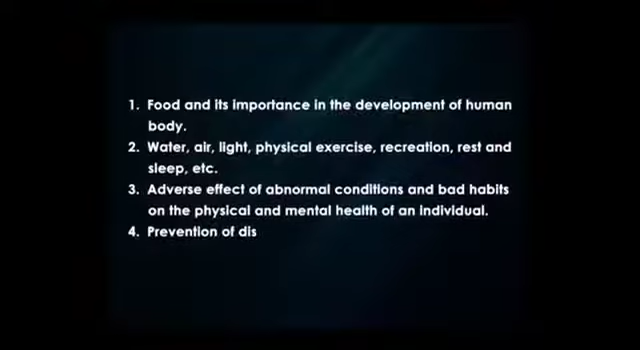 1. Food and its importance in the development of human
body.
2. Water, air, light, physical exercise, recreation, rest and
sleep, etc.
3. Adverse effect of abnormal conditions and bad habits
on the physical and mental health of an individual.
4. Prevention of dis